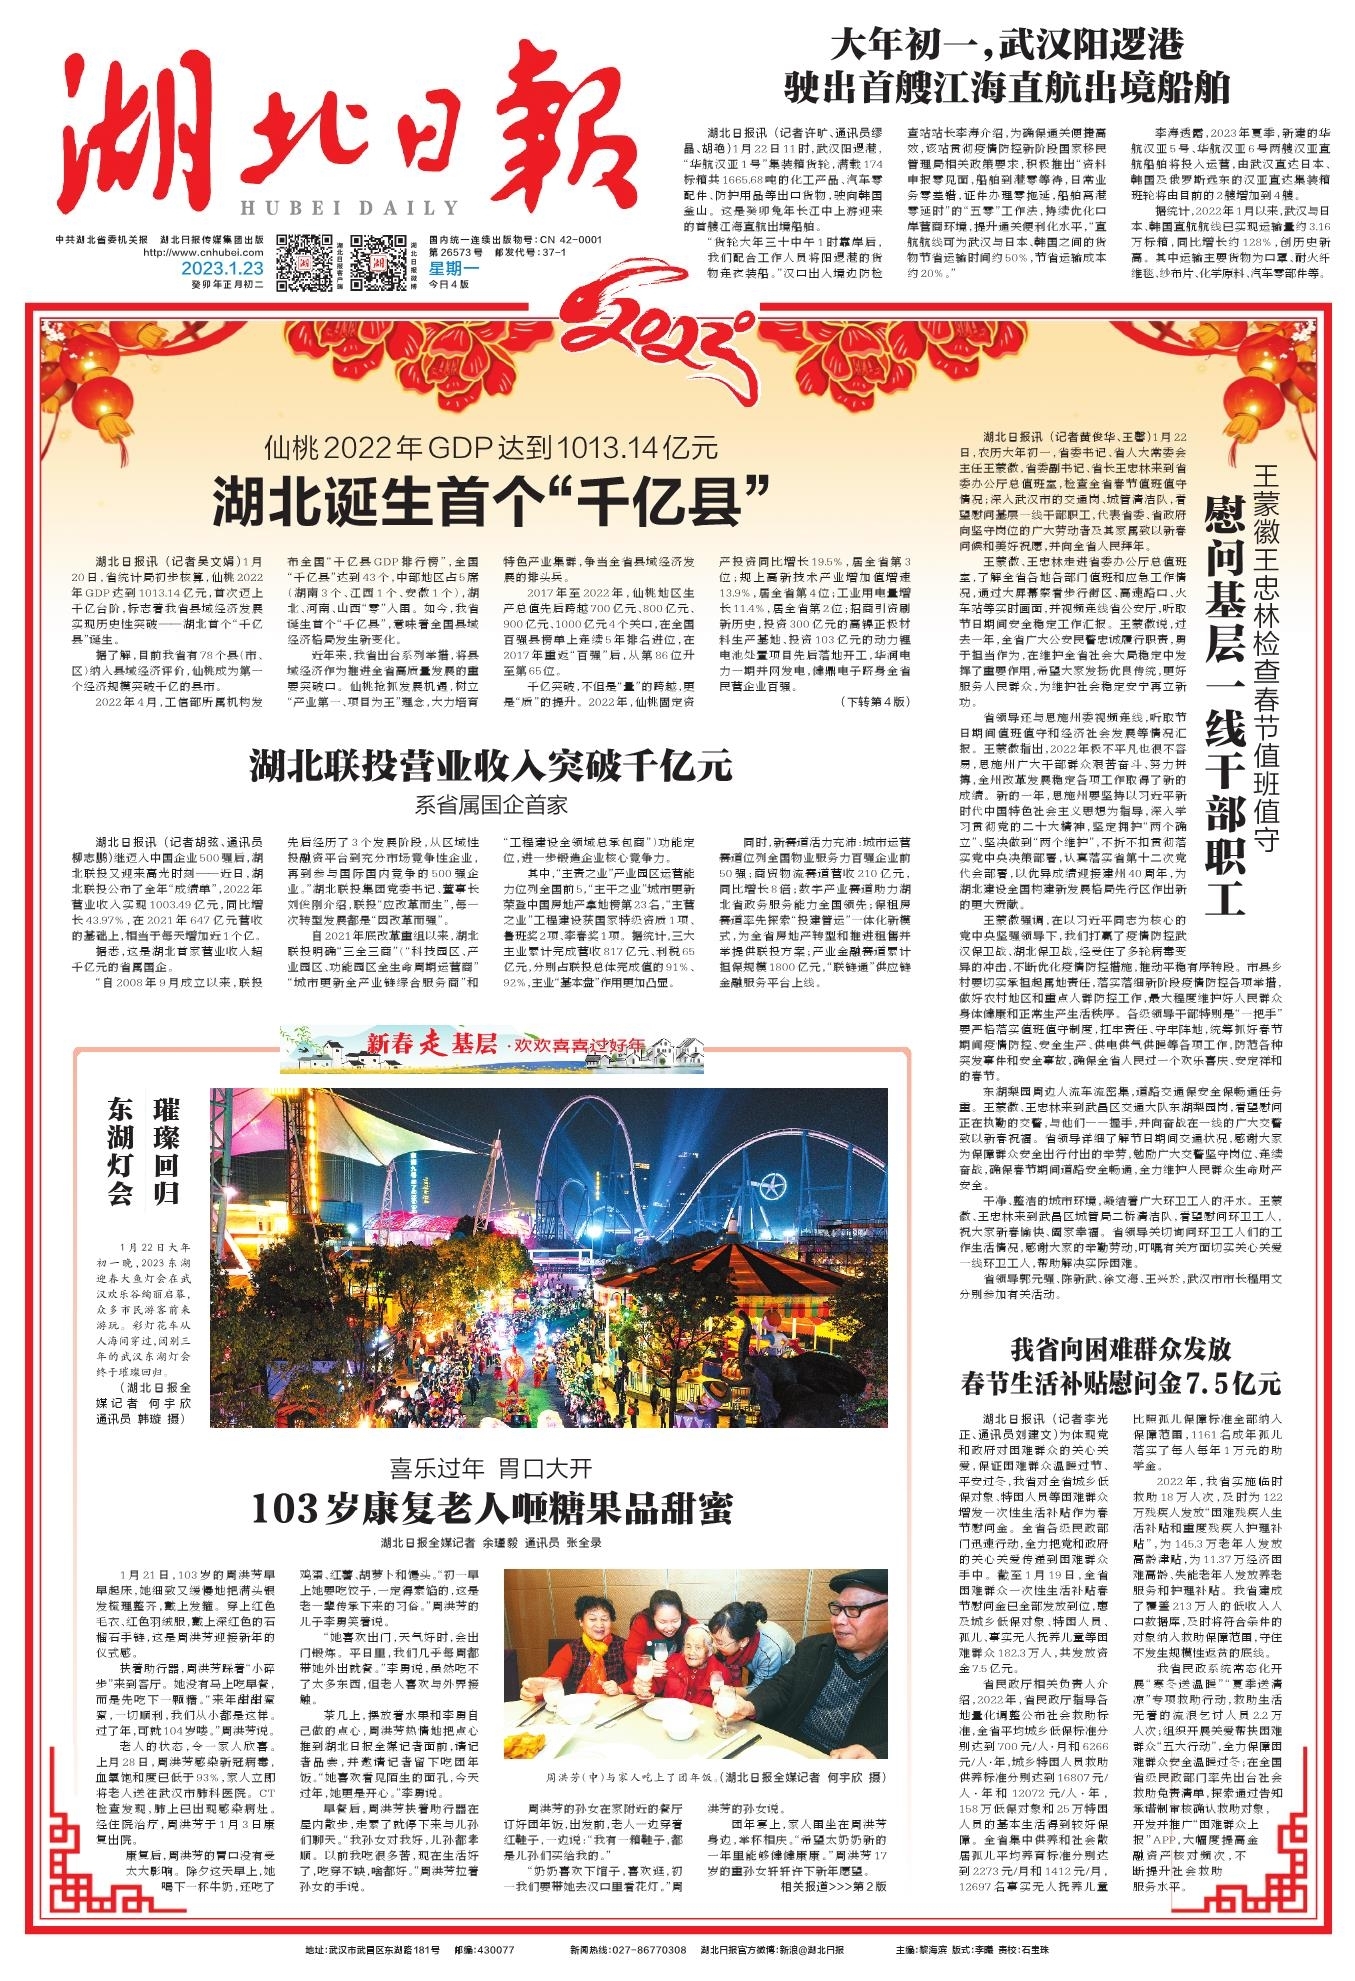 湖北日报
HUBEI DAILY
中共湖北省委机关报 湖北日报传媒集团出版
http://www.cnhubei.com
2023.1.23
癸卯年正月初二
湖北日报客户端
湖北日报微博
国内统一连续出版物号：CN 42-0001
第26573号 邮发代号：37-1
星期一
今日4版
大年初一，武汉阳逻港
驶出首艘江海直航出境船舶
湖北日报讯（记者许旷、通讯员缪
晶、胡艳）1月22日11时，武汉阳逻港，
“华航汉亚1号”集装箱货轮，满载174
标箱共1665.68吨的化工产品、汽车零
配件、防护用品等出口货物，驶向韩国
釜山。这是癸卯兔年长江中上游迎来
的首艘江海直航出境船舶。
“货轮大年三十中午1时靠岸后，
我们配合工作人员将阳逻港的货
物连夜装船。”汉口出入境边防检
查站站长李海介绍，为确保通关便捷高
效，该站贯彻疫情防控新阶段国家移民
管理局相关政策要求，积极推出“资料
申报零见面，船舶到港零等待，日常业
务零差错，证件办理零拖延，船舶离港
零延时”的“五零”工作法，持续优化口
岸营商环境，提升通关便利化水平，“直
航航线可为武汉与日本、韩国之间的货
物节省运输时间约50%，节省运输成本
约20%。”
李海透露，2023年夏季，新建的华
航汉亚5号、华航汉亚6号两艘汉亚直
航船舶将投入运营，由武汉直达日本、
韩国及俄罗斯远东的汉亚直达集装箱
班轮将由目前的2艘增加到4艘。
据统计，2022年1月以来，武汉与日
本、韩国直航航线已实现运输量约3.16
万标箱，同比增长约128%，创历史新
高。其中运输主要货物为口罩、耐火纤
维毯、纱布片、化学原料、汽车零部件等。
2023
仙桃2022年GDP达到1013.14亿元
湖北诞生首个“千亿县”
湖北日报讯（记者吴文娟）1月
20日，省统计局初步核算，仙桃2022
年GDP达到1013.14亿元，首次迈上
千亿台阶，标志着我省县域经济发展
实现历史性突破——湖北首个“千亿
县”诞生。
据了解，目前我省有78个县（市、
区）纳入县域经济评价，仙桃成为第一
个经济规模突破千亿的县市。
2022年4月，工信部所属机构发
布全国“千亿县GDP排行榜”，全国
“千亿县”达到43个，中部地区占5席
（湖南3个、江西1个、安徽1个），湖
北、河南、山西“零”入围。如今，我省
诞生首个“千亿县”，意味着全国县域
经济格局发生新变化。
近年来，我省出台系列举措，将县
域经济作为推进全省高质量发展的重
要突破口。仙桃抢抓发展机遇，树立
“产业第一、项目为王”理念，大力培育
特色产业集群，争当全省县域经济发
展的排头兵。
2017年至2022年，仙桃地区生
产总值先后跨越700亿元、800亿元、
900亿元、1000亿元4个关口，在全国
百强县榜单上连续5年排名进位，在
2017年重返“百强”后，从第86位升
至第65位。
千亿突破，不但是“量”的跨越，更
是“质”的提升。2022年，仙桃固定资
产投资同比增长19.5%，居全省第3
位；规上高新技术产业增加值增速
13.9%，居全省第4位；工业用电量增
长11.4%，居全省第2位；招商引资刷
新历史，投资300亿元的高镍正极材
料生产基地、投资103亿元的动力锂
电池处置项目先后落地开工，华润电
力一期并网发电，健鼎电子跻身全省
民营企业百强。
（下转第4版）
湖北联投营业收入突破千亿元
系省属国企首家
湖北日报讯（记者胡弦、通讯员
柳志鹏）继迈入中国企业500强后，湖
北联投又迎来高光时刻——近日，湖
北联投公布了全年“成绩单”，2022年
营业收入实现1003.49亿元，同比增
长43.97%，在2021年647亿元营收
的基础上，相当于每天增加近1个亿。
据悉，这是湖北首家营业收入超
千亿元的省属国企。
“自2008年9月成立以来，联投
先后经历了3个发展阶段，从区域性
投融资平台到充分市场竞争性企业，
再到参与国际国内竞争的500强企
业。”湖北联投集团党委书记、董事长
刘俊刚介绍，联投“应改革而生”，每一
次转型发展都是“因改革而强”。
自2021年底改革重组以来，湖北
联投明确“三全三商”（“科技园区、产
业园区、功能园区全生命周期运营商”
“城市更新全产业链综合服务商”和
“工程建设全领域总承包商”）功能定
位，进一步锻造企业核心竞争力。
其中，“主责之业”产业园区运营能
力位列全国前5，“主干之业”城市更新
荣登中国房地产拿地榜第23名，“主营
之业”工程建设获国家特级资质1项、
鲁班奖2项、李春奖1项。据统计，三大
主业累计完成营收817亿元、利税65
亿元，分别占联投总体完成值的91%、
92%，主业“基本盘”作用更加凸显。
同时，新赛道活力充沛：城市运营
赛道位列全国物业服务力百强企业前
50强；商贸物流赛道营收210亿元，
同比增长8倍；数字产业赛道助力湖
北省政务服务能力全国领先；保租房
赛道率先探索“投建管运”一体化新模
式，为全省房地产转型和推进租售并
举提供联投方案；产业金融赛道累计
担保规模1800亿元，“联链通”供应链
金融服务平台上线。
王蒙徽王忠林检查春节值班值守
慰问基层一线干部职工
湖北日报讯（记者黄俊华、王馨）1月22
日，农历大年初一，省委书记、省人大常委会
主任王蒙徽，省委副书记、省长王忠林来到省
委办公厅总值班室，检查全省春节值班值守
情况；深入武汉市的交通岗、城管清洁队，看
望慰问基层一线干部职工，代表省委、省政府
向坚守岗位的广大劳动者及其家属致以新春
问候和美好祝愿，并向全省人民拜年。
王蒙徽、王忠林走进省委办公厅总值班
室，了解全省各地各部门值班和应急工作情
况，通过大屏幕察看步行街区、高速路口、火
车站等实时画面，并视频连线省公安厅，听取
节日期间安全稳定工作汇报。王蒙徽说，过
去一年，全省广大公安民警忠诚履行职责，勇
于担当作为，在维护全省社会大局稳定中发
挥了重要作用，希望大家发扬优良传统，更好
服务人民群众，为维护社会稳定安宁再立新
功。
省领导还与恩施州委视频连线，听取节
日期间值班值守和经济社会发展等情况汇
报。王蒙徽指出，2022年极不平凡也很不容
易，恩施州广大干部群众艰苦奋斗、努力拼
搏，全州改革发展稳定各项工作取得了新的
成绩。新的一年，恩施州要坚持以习近平新
时代中国特色社会主义思想为指导，深入学
习贯彻党的二十大精神，坚定拥护“两个确
立”、坚决做到“两个维护”，不折不扣贯彻落
实党中央决策部署，认真落实省第十二次党
代会部署，以优异成绩迎接建州40周年，为
湖北建设全国构建新发展格局先行区作出新
的更大贡献。
王蒙徽强调，在以习近平同志为核心的
党中央坚强领导下，我们打赢了疫情防控武
汉保卫战、湖北保卫战，经受住了多轮病毒变
异的冲击，不断优化疫情防控措施，推动平稳有序转段。市县乡
村要切实承担起属地责任，落实落细新阶段疫情防控各项举措，
做好农村地区和重点人群防控工作，最大程度维护好人民群众
身体健康和正常生产生活秩序。各级领导干部特别是“一把手”
要严格落实值班值守制度，扛牢责任、守牢阵地，统筹抓好春节
期间疫情防控、安全生产、供电供气供暖等各项工作，防范各种
突发事件和安全事故，确保全省人民过一个欢乐喜庆、安定祥和
的春节。
东湖梨园周边人流车流密集，道路交通保安全保畅通任务
重。王蒙徽、王忠林来到武昌区交通大队东湖梨园岗，看望慰问
正在执勤的交警，与他们一一握手，并向奋战在一线的广大交警
致以新春祝福。省领导详细了解节日期间交通状况，感谢大家
为保障群众安全出行付出的辛劳，勉励广大交警坚守岗位、连续
奋战，确保春节期间道路安全畅通，全力维护人民群众生命财产
安全。
干净、整洁的城市环境，凝结着广大环卫工人的汗水。王蒙
徽、王忠林来到武昌区城管局二桥清洁队，看望慰问环卫工人，
祝大家新春愉快、阖家幸福。省领导关切询问环卫工人们的工
作生活情况，感谢大家的辛勤劳动，叮嘱有关方面切实关心关爱
一线环卫工人，帮助解决实际困难。
省领导郭元强、陈新武、徐文海、王兴於，武汉市市长程用文
分别参加有关活动。
新春走基层·欢欢喜喜过好年
东湖灯会
璀璨回归
1月22日大年
初一晚，2023东湖
迎春大鱼灯会在武
汉欢乐谷绚丽启幕，
众多市民游客前来
游玩。彩灯花车从
人海间穿过，阔别三
年的武汉东湖灯会
终于璀璨回归。
（湖北日报全
媒记者 何宇欣
通讯员 韩璇 摄）
喜乐过年 胃口大开
103岁康复老人咂糖果品甜蜜
湖北日报全媒记者 余瑾毅 通讯员 张全录
1月21日，103岁的周洪芳早
早起床，她细致又缓慢地把满头银
发梳理整齐，戴上发箍。穿上红色
毛衣、红色羽绒服，戴上深红色的石
榴石手链，这是周洪芳迎接新年的
仪式感。
扶着助行器，周洪芳踩着“小碎
步”来到客厅。她没有马上吃早餐，
而是先吃下一颗糖。“来年甜甜蜜
蜜，一切顺利，我们从小都是这样。
过了年，可就104岁喽。”周洪芳说。
老人的状态，令一家人欣喜。
上月28日，周洪芳感染新冠病毒，
血氧饱和度已低于93%，家人立即
将老人送往武汉市肺科医院。CT
检查发现，肺上已出现感染病灶。
经住院治疗，周洪芳于1月3日康
复出院。
康复后，周洪芳的胃口没有受
太大影响。除夕这天早上，她
喝下一杯牛奶，还吃了
鸡蛋、红薯、胡萝卜和馒头。“初一早
上她要吃饺子，一定得素馅的，这是
老一辈传承下来的习俗。”周洪芳的
儿子李勇笑着说。
“她喜欢出门，天气好时，会出
门锻炼。平日里，我们几乎每周都
带她外出就餐。”李勇说，虽然吃不
了太多东西，但老人喜欢与外界接
触。
茶几上，摆放着水果和李勇自
己做的点心，周洪芳热情地把点心
推到湖北日报全媒记者面前，请记
者品尝，并邀请记者留下吃团年
饭。“她喜欢看见陌生的面孔，今天
过年，她更是开心。”李勇说。
早餐后，周洪芳扶着助行器在
屋内散步，走累了就停下来与儿孙
们聊天。“我孙女对我好，儿孙都孝
顺。以前我吃很多苦，现在生活好
了，吃穿不缺，啥都好。”周洪芳拉着
孙女的手说。
周洪芳（中）与家人吃上了团年饭。（湖北日报全媒记者 何宇欣 摄）
周洪芳的孙女在家附近的餐厅
订好团年饭，出发前，老人一边穿着
红鞋子，一边说：“我有一箱鞋子，都
是儿孙们买给我的。”
“奶奶喜欢下馆子，喜欢逛，初
一我们要带她去汉口里看花灯。”周
洪芳的孙女说。
团年宴上，家人围坐在周洪芳
身边，举杯相庆。“希望太奶奶新的
一年里能够健健康康。”周洪芳17
岁的重孙女轩轩许下新年愿望。
相关报道>>>第2版
我省向困难群众发放
春节生活补贴慰问金7.5亿元
湖北日报讯（记者李光
正、通讯员刘建文）为体现党
和政府对困难群众的关心关
爱，保证困难群众温暖过节、
平安过冬，我省对全省城乡低
保对象、特困人员等困难群众
增发一次性生活补贴作为春
节慰问金。全省各级民政部
门迅速行动，全力把党和政府
的关心关爱传递到困难群众
手中。截至1月19日，全省
困难群众一次性生活补贴春
节慰问金已全部发放到位，惠
及城乡低保对象、特困人员、
孤儿、事实无人抚养儿童等困
难群众182.3万人，共发放资
金7.5亿元。
省民政厅相关负责人介
绍，2022年，省民政厅指导各
地量化调整公布社会救助标
准，全省平均城乡低保标准分
别达到700元/人·月和6266
元/人·年，城乡特困人员救助
供养标准分别达到16807元/
人·年和12072元/人·年，
158万低保对象和25万特困
人员的基本生活得到较好保
障。全省集中供养和社会散
居孤儿平均养育标准分别达
到2273元/月和1412元/月，
12697名事实无人抚养儿童
比照孤儿保障标准全部纳入
保障范围，1161名成年孤儿
落实了每人每年1万元的助
学金。
2022年，我省实施临时
救助18万人次，及时为122
万残疾人发放“困难残疾人生
活补贴和重度残疾人护理补
贴”，为145.3万老年人发放
高龄津贴，为11.37万经济困
难高龄、失能老年人发放养老
服务和护理补贴。我省建成
了覆盖213万人的低收入人
口数据库，及时将符合条件的
对象纳入救助保障范围，守住
不发生规模性返贫的底线。
我省民政系统常态化开
展“寒冬送温暖”“夏季送清
凉”专项救助行动，救助生活
无着的流浪乞讨人员2.2万
人次；组织开展关爱帮扶困难
群众“五大行动”，全力保障困
难群众安全温暖过冬；在全国
省级民政部门率先出台社会
救助免责清单，探索通过告知
承诺制审核确认救助对象，
开发并推广“困难群众上
报”APP，大幅度提高金
融资产核对频次，不
断提升社会救助
服务水平。
地址：武汉市武昌区东湖路181号 邮编：430077 新闻热线：027-86770308 湖北日报官方微博：新浪@湖北日报 主编：黎海滨 版式：李曦 责校：石宝珠